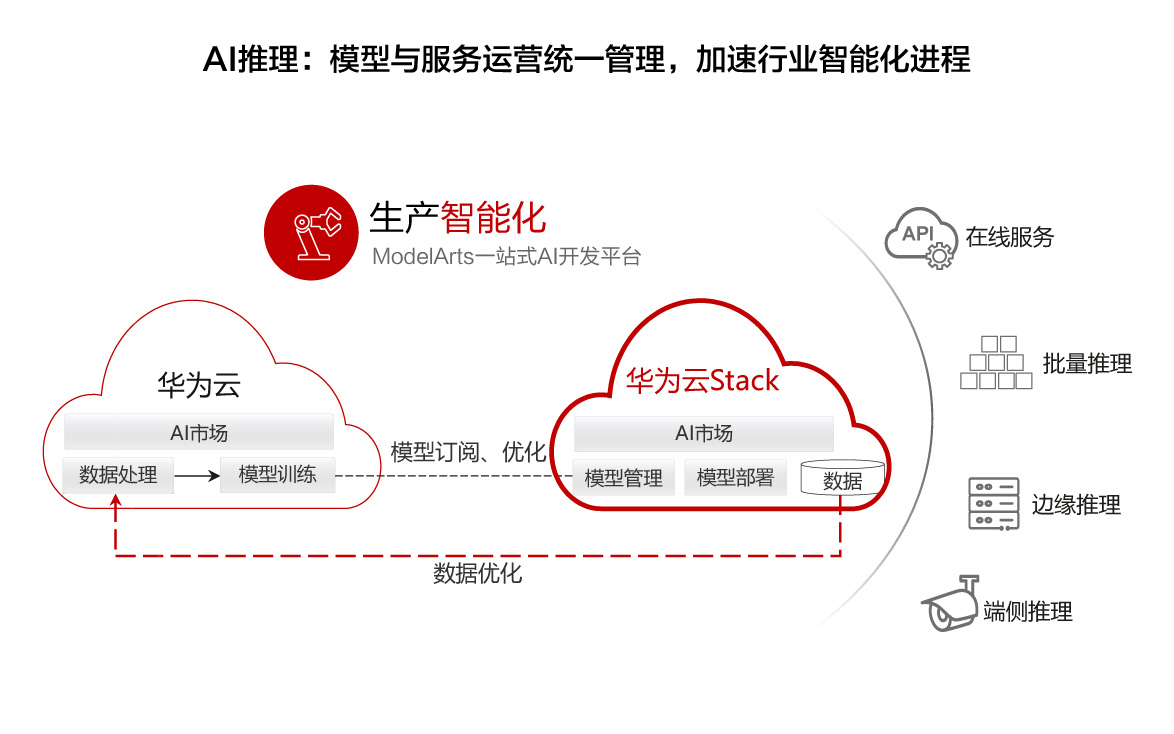 AI推理：模型与服务运营统一管理，加速行业智能化进程
生产智能化
ModelArts一站式AI开发平台
华为云
AI市场
数据处理
模型训练
模型订阅、优化
华为云Stack
AI市场
模型管理
模型部署
数据
数据优化
API
在线服务
批量推理
边缘推理
端侧推理